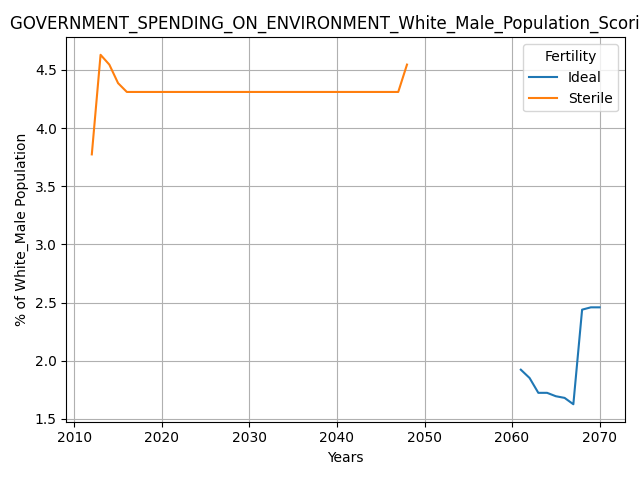 GOVERNMENT_SPENDING_ON_ENVIRONMENT_White_Male_Population_Scori
Fertility
Ideal
Sterile
4.5
4.0
3.5
3.0
2.5
2.0
1.5
% of White_Male Population
2010 2020 2030 2040 2050 2060 2070
Years